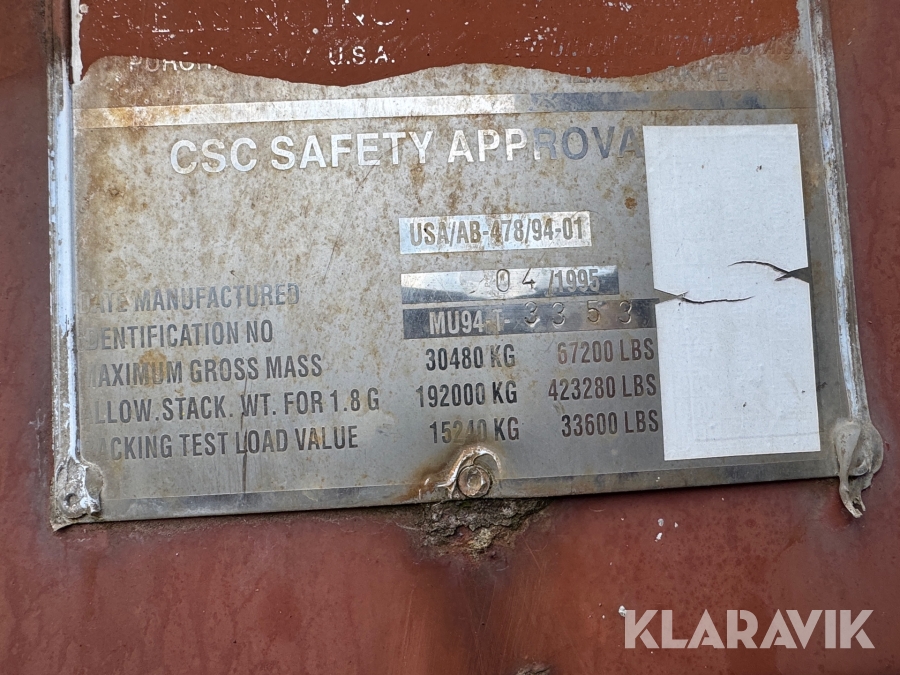 U.S.A.
CSC SAFETY APPROVA
USA/AB-478/94-01
ATE MANUFACTURED 04 /1995
DENTIFICATION NO MU94-T-3353
MAXIMUM GROSS MASS 30480 KG 67200 LBS
LLOW. STACK. WT. FOR 1.8 G 192000 KG 423280 LBS
ACKING TEST LOAD VALUE 15240 KG 33600 LBS
KLARAVIK